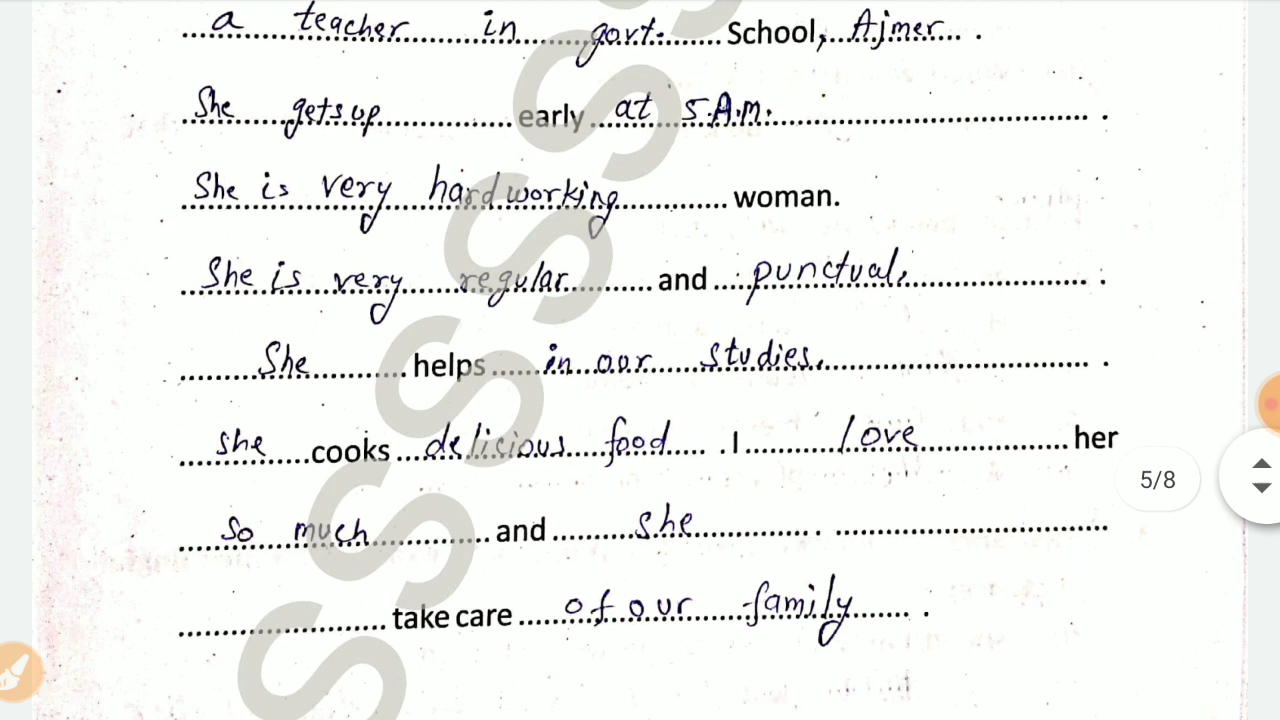 a teacher in govt. School, Ajmer .
She gets up early at 5 A.M. .
She is very hardworking woman.
She is very regular and punctual. .
She helps in our studies. .
she cooks delicious food . I love her
So much and she
take care of our family .
5/8
SSSS